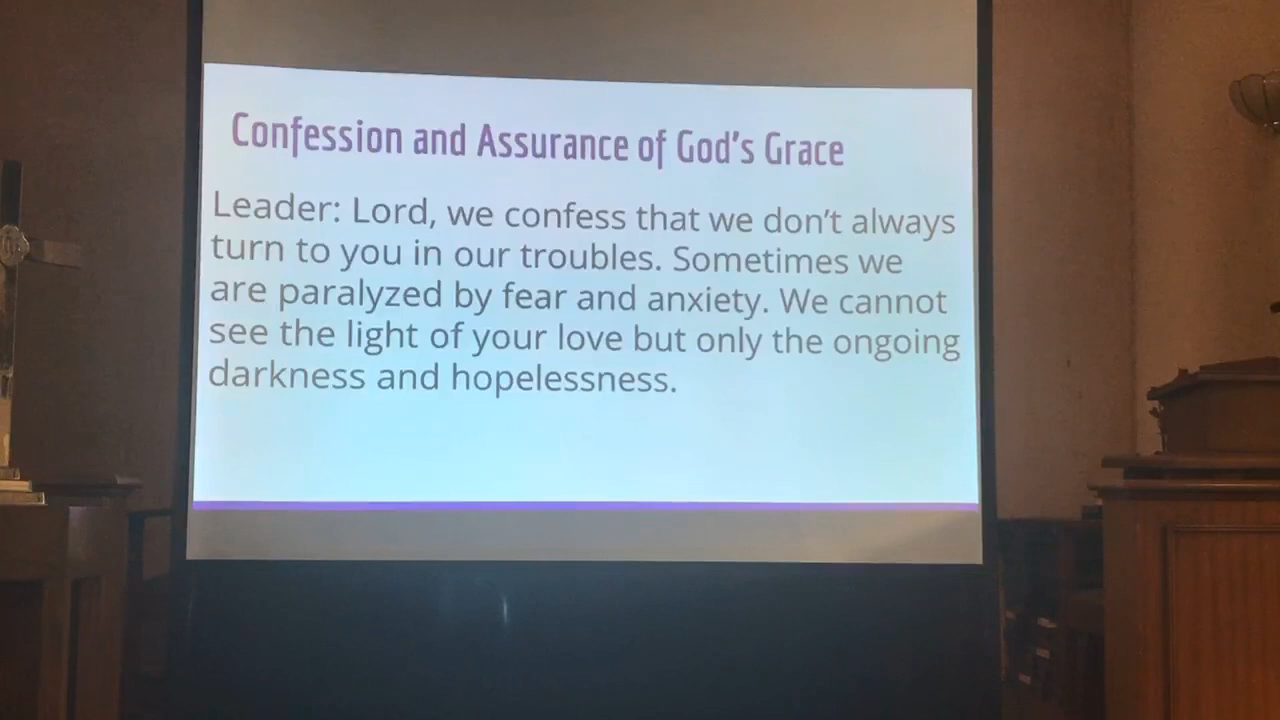 Confession and Assurance of God's Grace
Leader: Lord, we confess that we don't always
turn to you in our troubles. Sometimes we
are paralyzed by fear and anxiety. We cannot
see the light of your love but only the ongoing
darkness and hopelessness.